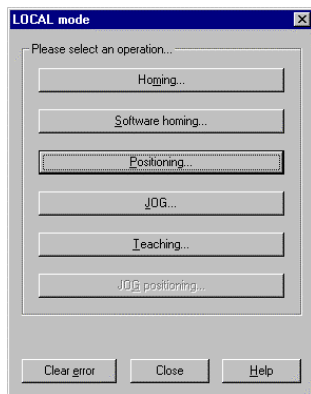 LOCAL mode
Please select an operation...
Homing...
Software homing...
Positioning...
JOG...
Teaching...
JOG positioning...
Clear error
Close
Help